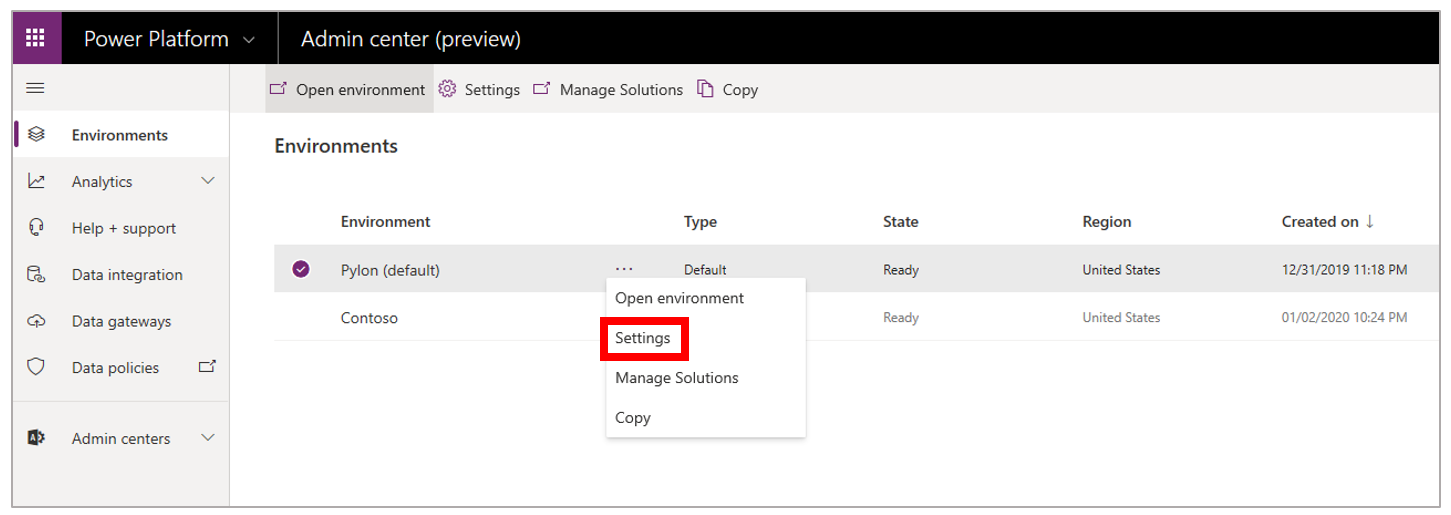 Power Platform Admin center (preview)
Open environment Settings Manage Solutions Copy
Environments
Analytics
Help + support
Data integration
Data gateways
Data policies
Admin centers
Environments
Environment Type State Region Created on
Pylon (default) ... Default Ready United States 12/31/2019 11:18 PM
Contoso Ready United States 01/02/2020 10:24 PM
Open environment
Settings
Manage Solutions
Copy